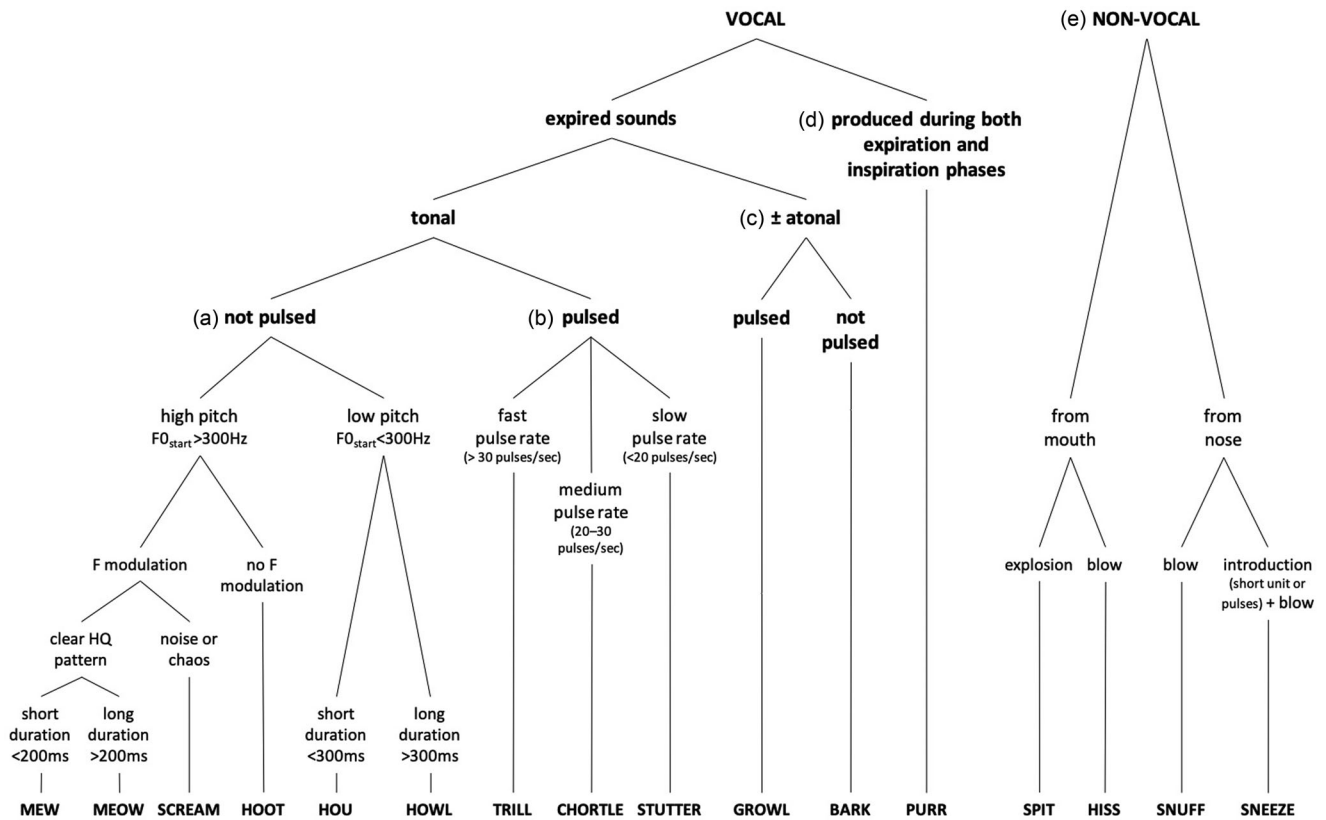 VOCAL
(e) NON-VOCAL
expired sounds
(d) produced during both
expiration and
inspiration phases
tonal
(c) ± atonal
(a) not pulsed
(b) pulsed
pulsed
not
pulsed
high pitch
F0start>300Hz
low pitch
F0start<300Hz
fast
pulse rate
(> 30 pulses/sec)
slow
pulse rate
(<20 pulses/sec)
from
mouth
from
nose
medium
pulse rate
(20–30
pulses/sec)
F modulation
no F
modulation
explosion
blow
blow
introduction
(short unit or
pulses) + blow
clear HQ
pattern
noise or
chaos
short
duration
<200ms
long
duration
>200ms
short
duration
<300ms
long
duration
>300ms
MEW MEOW SCREAM HOOT HOU HOWL TRILL CHORTLE STUTTER GROWL BARK PURR SPIT HISS SNUFF SNEEZE